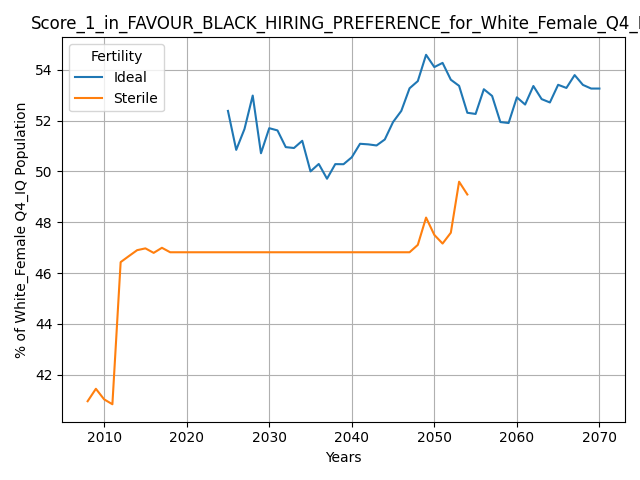 Score_1_in_FAVOUR_BLACK_HIRING_PREFERENCE_for_White_Female_Q4_I
Fertility
Ideal
Sterile
% of White_Female Q4_IQ Population
54
52
50
48
46
44
42
2010 2020 2030 2040 2050 2060 2070
Years